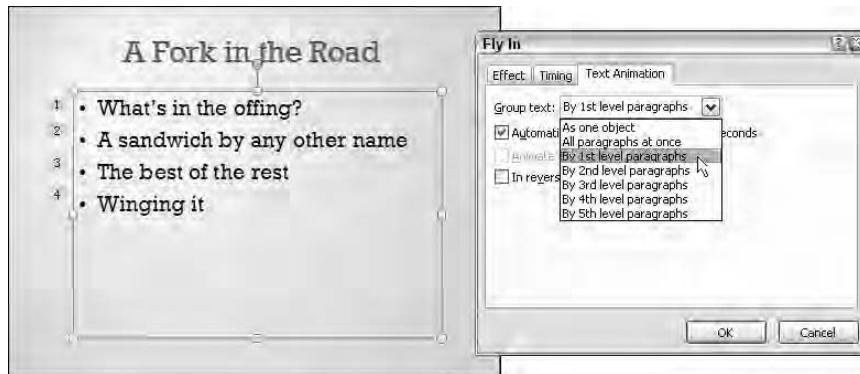 A Fork in the Road
1 • What's in the offing?
2 • A sandwich by any other name
3 • The best of the rest
4 • Winging it
Fly In
Effect Timing Text Animation
Group text: By 1st level paragraphs
As one object
Automati econds
All paragraphs at once
Animate
By 1st level paragraphs
By 2nd level paragraphs
In revers
By 3rd level paragraphs
By 4th level paragraphs
By 5th level paragraphs
OK Cancel